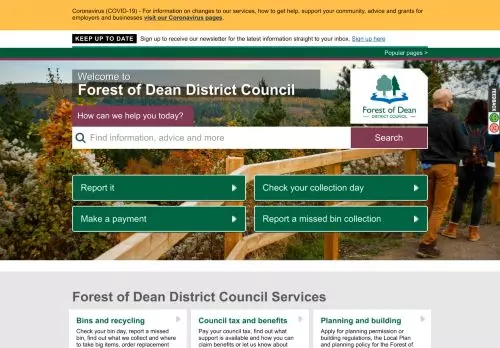 Coronavirus (COVID-19) - For information on changes to our services, how to get help, support your community, advice and grants for
employers and businesses visit our Coronavirus pages.
KEEP UP TO DATE Sign up to receive our newsletter for the latest information straight to your inbox. Sign up here
Popular pages >
FEEDBACK
Welcome to
Forest of Dean District Council
Forest of Dean
DISTRICT COUNCIL
How can we help you today?
Find information, advice and more
Search
Report it
Check your collection day
Make a payment
Report a missed bin collection
Forest of Dean District Council Services
Bins and recycling
Check your bin day, report a missed
bin, find out what we collect and where
to take big items, order replacement
Council tax and benefits
Pay your council tax, find out what
support is available and how you can
claim benefits or let us know about
Planning and building
Apply for planning permission or
building regulations, the Local Plan
and planning policy for the Forest of